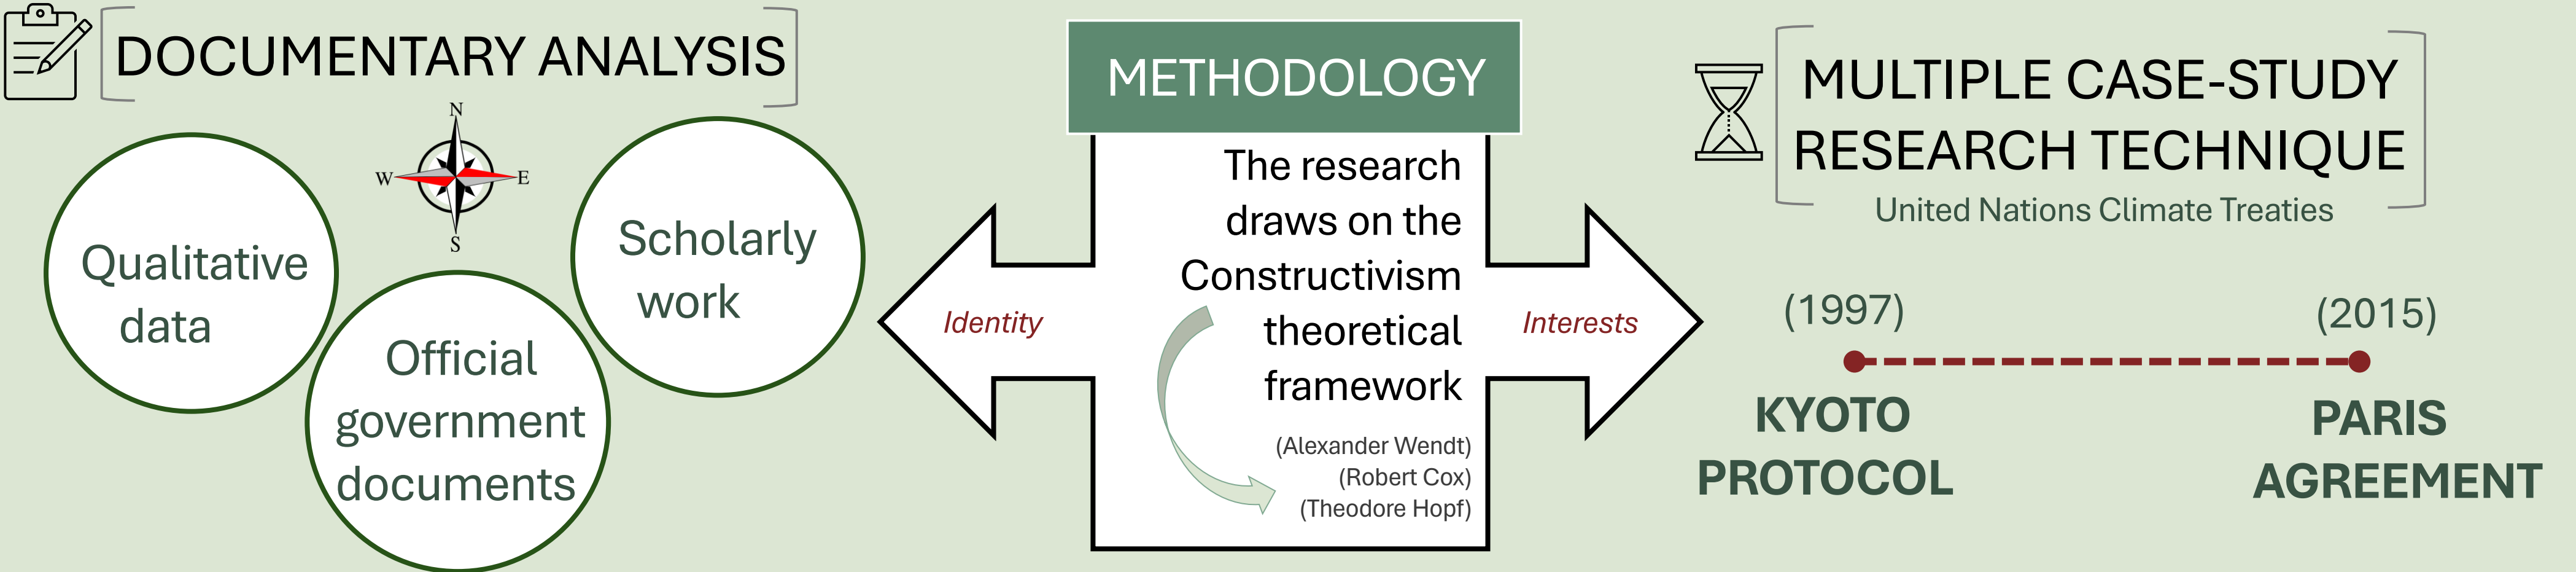 DOCUMENTARY ANALYSIS
N
W
E
S
Qualitative
data
Official
government
documents
Scholarly
work
METHODOLOGY
The research
draws on the
Constructivism
theoretical
framework
(Alexander Wendt)
(Robert Cox)
(Theodore Hopf)
Identity
Interests
MULTIPLE CASE-STUDY
RESEARCH TECHNIQUE
United Nations Climate Treaties
(1997)
KYOTO
PROTOCOL
(2015)
PARIS
AGREEMENT